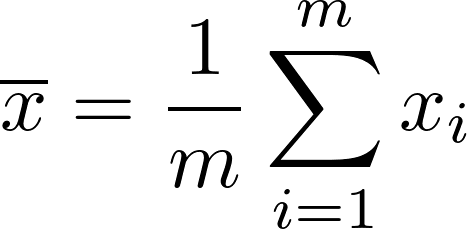 x̅ = 1/m ∑_{i=1}^{m} x_i